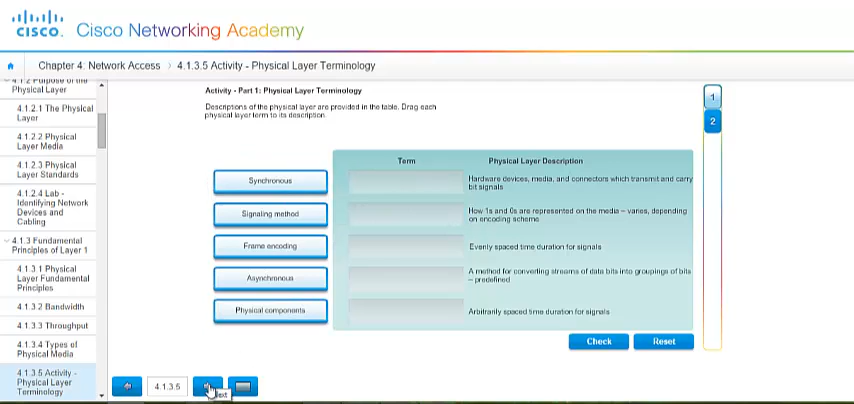 CISCO. Cisco Networking Academy
Chapter 4: Network Access > 4.1.3.5 Activity - Physical Layer Terminology
4.1.2 Purpose of the
Physical Layer
4.1.2.1 The Physical
Layer
4.1.2.2 Physical
Layer Media
4.1.2.3 Physical
Layer Standards
4.1.2.4 Lab -
Identifying Network
Devices and
Cabling
4.1.3 Fundamental
Principles of Layer 1
4.1.3.1 Physical
Layer Fundamental
Principles
4.1.3.2 Bandwidth
4.1.3.3 Throughput
4.1.3.4 Types of
Physical Media
4.1.3.5 Activity -
Physical Layer
Terminology
Activity - Part 1: Physical Layer Terminology
Descriptions of the physical layer are provided in the table. Drag each
physical layer term to its description.
1
2
Term Physical Layer Description
Synchronous
Hardware devices, media, and connectors which transmit and carry
bit signals
Signaling method
How 1s and 0s are represented on the media – varies, depending
on encoding scheme
Frame encoding
Evenly spaced time duration for signals
Asynchronous
A method for converting streams of data bits into groupings of bits
– predefined
Physical components
Arbitrarily spaced time duration for signals
Check Reset
4.1.3.5